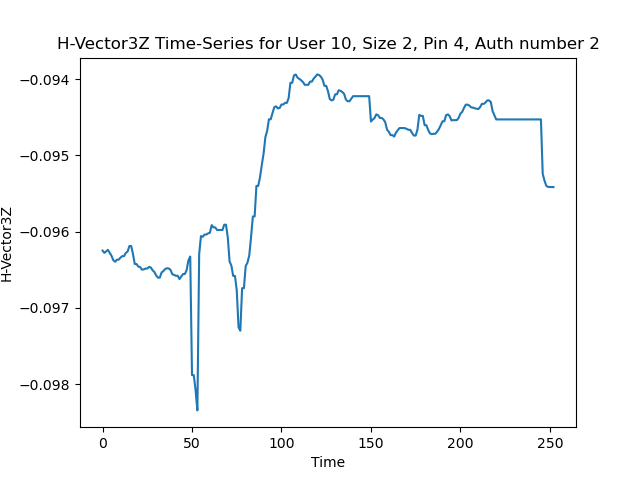 H-Vector3Z Time-Series for User 10, Size 2, Pin 4, Auth number 2
H-Vector3Z
−0.094
−0.095
−0.096
−0.097
−0.098
0 50 100 150 200 250
Time